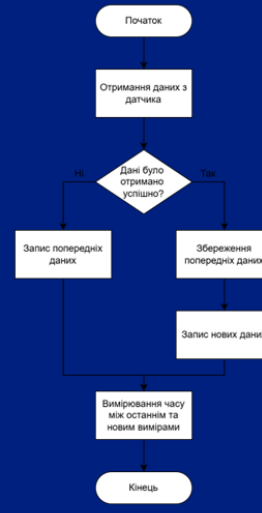 Початок
Отримання даних з
датчика
Дані було
отримано
успішно?
Ні
Так
Запис попередніх
даних
Збереження
попередніх даних
Запис нових даних
Вимірювання часу
між останнім та
новим вимірами
Кінець